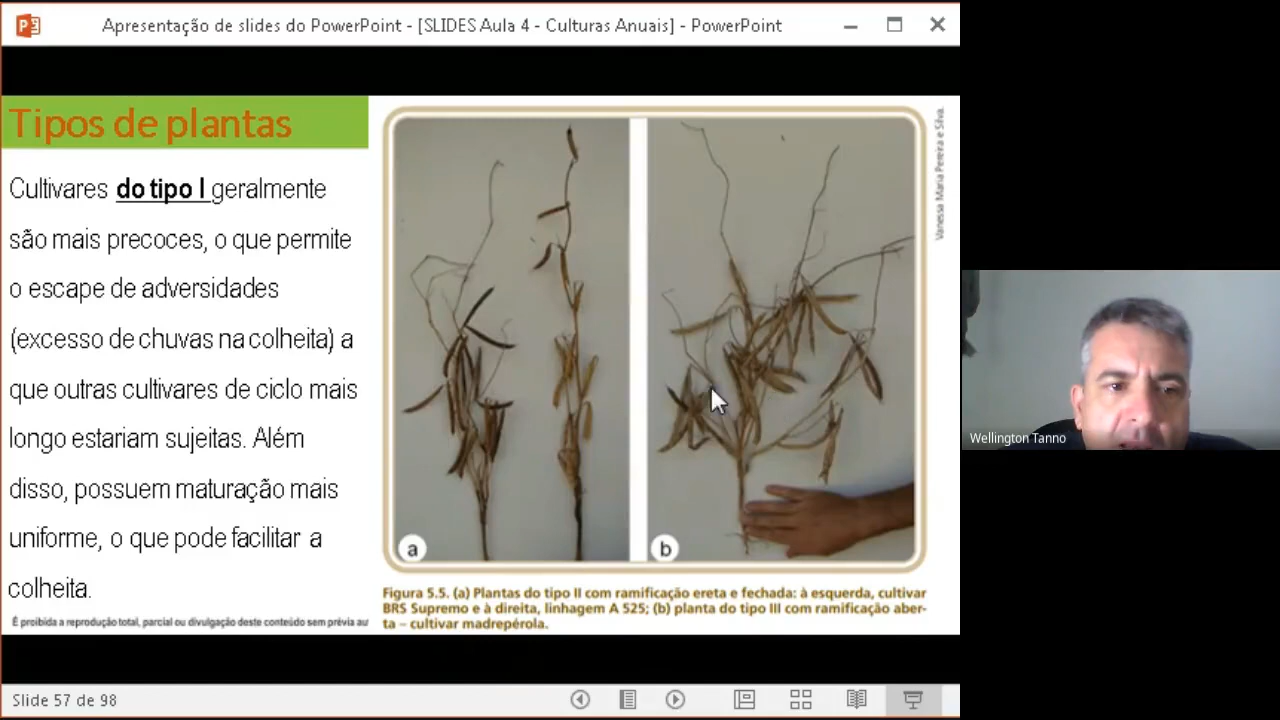 Apresentação de slides do PowerPoint - [SLIDES Aula 4 - Culturas Anuais] - PowerPoint
Tipos de plantas
Cultivares do tipo I geralmente
são mais precoces, o que permite
o escape de adversidades
(excesso de chuvas na colheita) a
que outras cultivares de ciclo mais
longo estariam sujeitas. Além
disso, possuem maturação mais
uniforme, o que pode facilitar a
colheita.
É proibida a reprodução total, parcial ou divulgação deste conteúdo sem prévia au
a
b
Vanessa Maria Pereira e Silva.
Figura 5.5. (a) Plantas do tipo II com ramificação ereta e fechada: à esquerda, cultivar
BRS Supremo e à direita, linhagem A 525; (b) planta do tipo III com ramificação aber-
ta – cultivar madrepérola.
Wellington Tanno
Slide 57 de 98